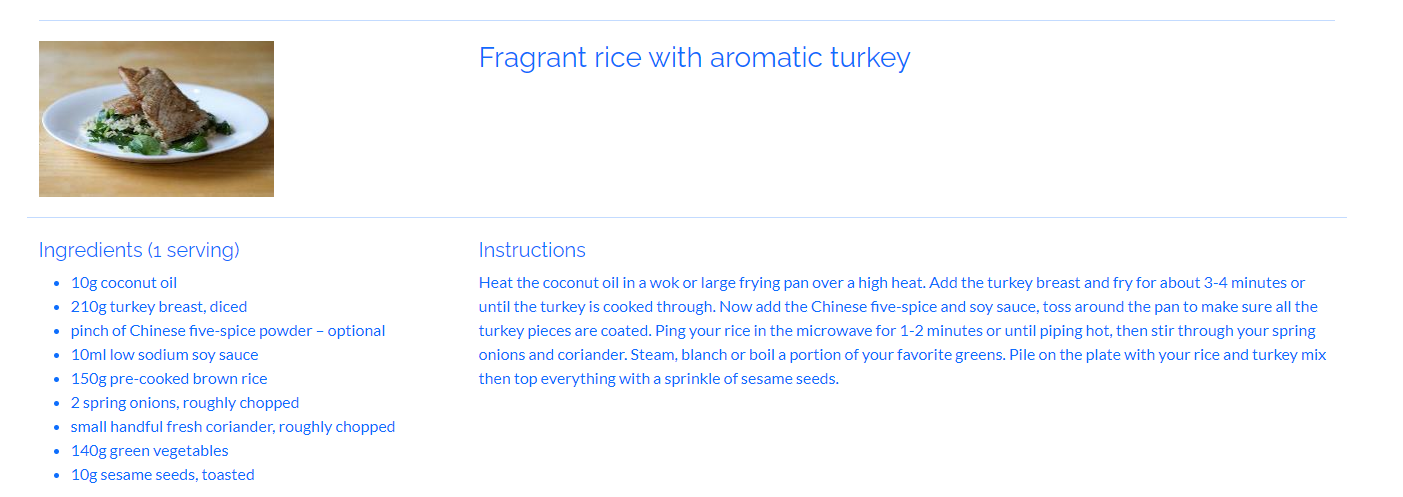 Fragrant rice with aromatic turkey
Ingredients (1 serving)
10g coconut oil
210g turkey breast, diced
pinch of Chinese five-spice powder – optional
10ml low sodium soy sauce
150g pre-cooked brown rice
2 spring onions, roughly chopped
small handful fresh coriander, roughly chopped
140g green vegetables
10g sesame seeds, toasted
Instructions
Heat the coconut oil in a wok or large frying pan over a high heat. Add the turkey breast and fry for about 3-4 minutes or
until the turkey is cooked through. Now add the Chinese five-spice and soy sauce, toss around the pan to make sure all the
turkey pieces are coated. Ping your rice in the microwave for 1-2 minutes or until piping hot, then stir through your spring
onions and coriander. Steam, blanch or boil a portion of your favorite greens. Pile on the plate with your rice and turkey mix
then top everything with a sprinkle of sesame seeds.